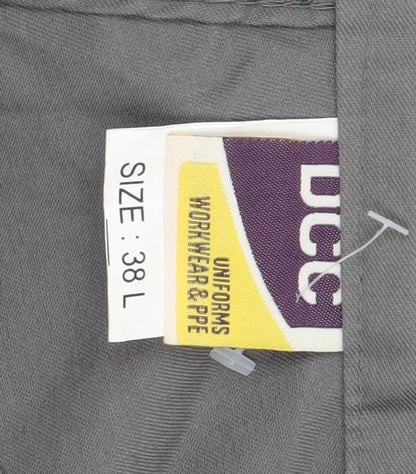 DCC
UNIFORMS
WORKWEAR & PPE
SIZE : 38 L